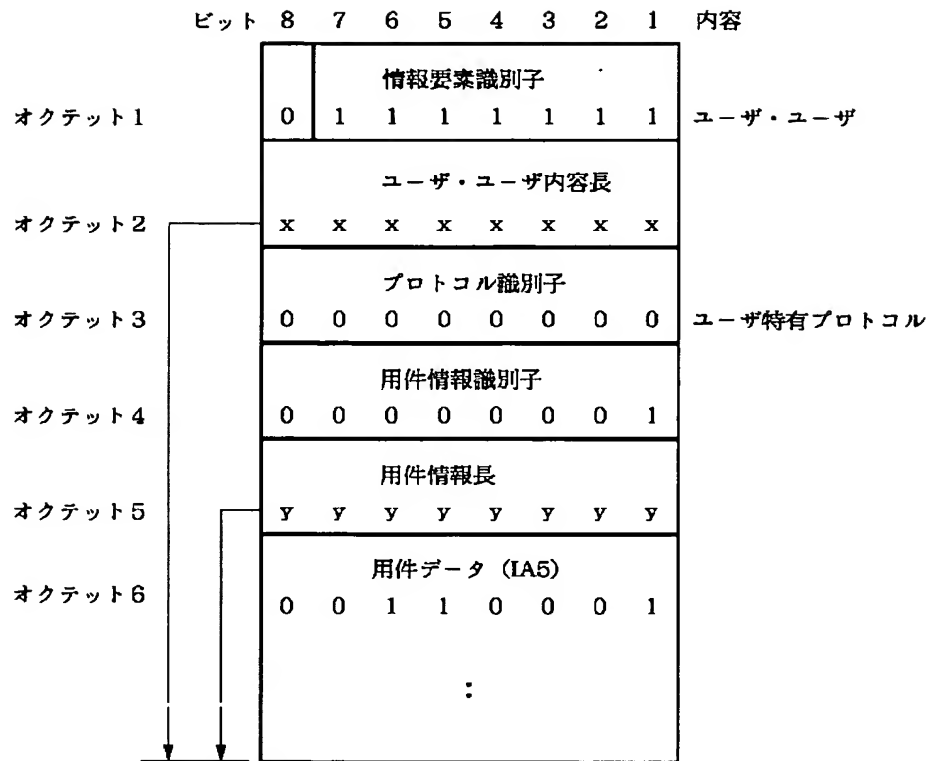 ビット 8 7 6 5 4 3 2 1 内容
情報要素識別子
オクテット1 0 1 1 1 1 1 1 1 ユーザ・ユーザ
ユーザ・ユーザ内容長
オクテット2 x x x x x x x x
プロトコル識別子
オクテット3 0 0 0 0 0 0 0 0 ユーザ特有プロトコル
用件情報識別子
オクテット4 0 0 0 0 0 0 0 1
用件情報長
オクテット5 y y y y y y y y
用件データ (IA5)
オクテット6 0 0 1 1 0 0 0 1
: